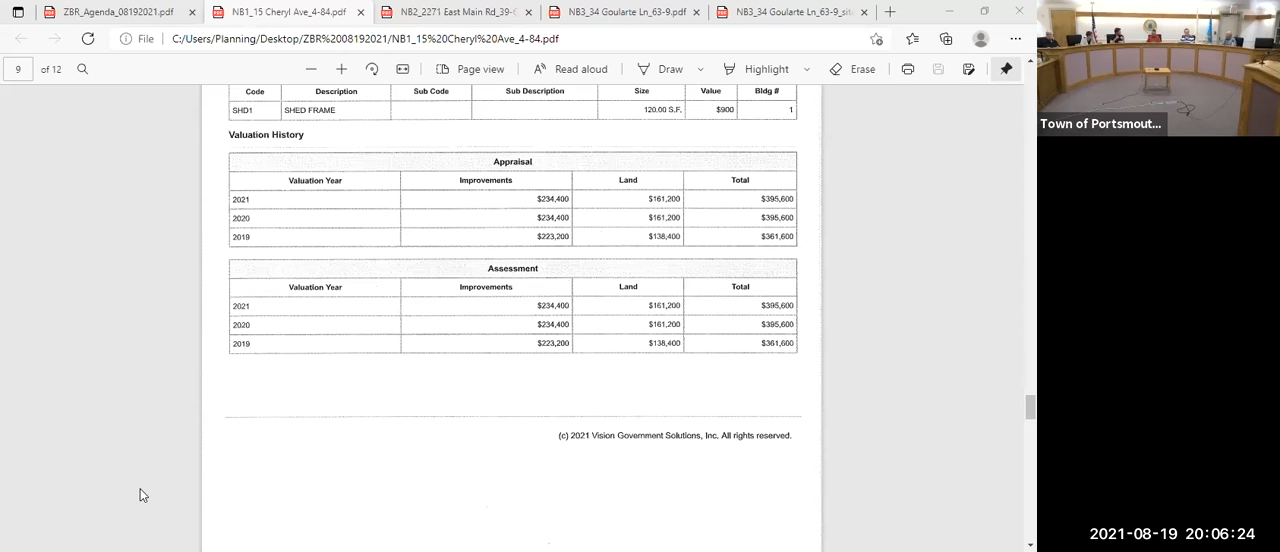 ZBR_Agenda_08192021.pdf
NB1_15 Cheryl Ave_4-84.pdf
NB2_2271 East Main Rd_39-
NB3_34 Goularte Ln_63-9.pdf
NB3_34 Goularte Ln_63-9_sit
File C:/Users/Planning/Desktop/ZBR%2008192021/NB1_15%20Cheryl%20Ave_4-84.pdf
9 of 12 Page view Read aloud Draw Highlight Erase
Code Description Sub Code Sub Description Size Value Bldg #
SHD1 SHED FRAME 120.00 S.F. $900 1
Valuation History
Appraisal
Valuation Year Improvements Land Total
2021 $234,400 $161,200 $395,600
2020 $234,400 $161,200 $395,600
2019 $223,200 $138,400 $361,600
Assessment
Valuation Year Improvements Land Total
2021 $234,400 $161,200 $395,600
2020 $234,400 $161,200 $395,600
2019 $223,200 $138,400 $361,600
(c) 2021 Vision Government Solutions, Inc. All rights reserved.
Town of Portsmout...
2021-08-19 20:06:24